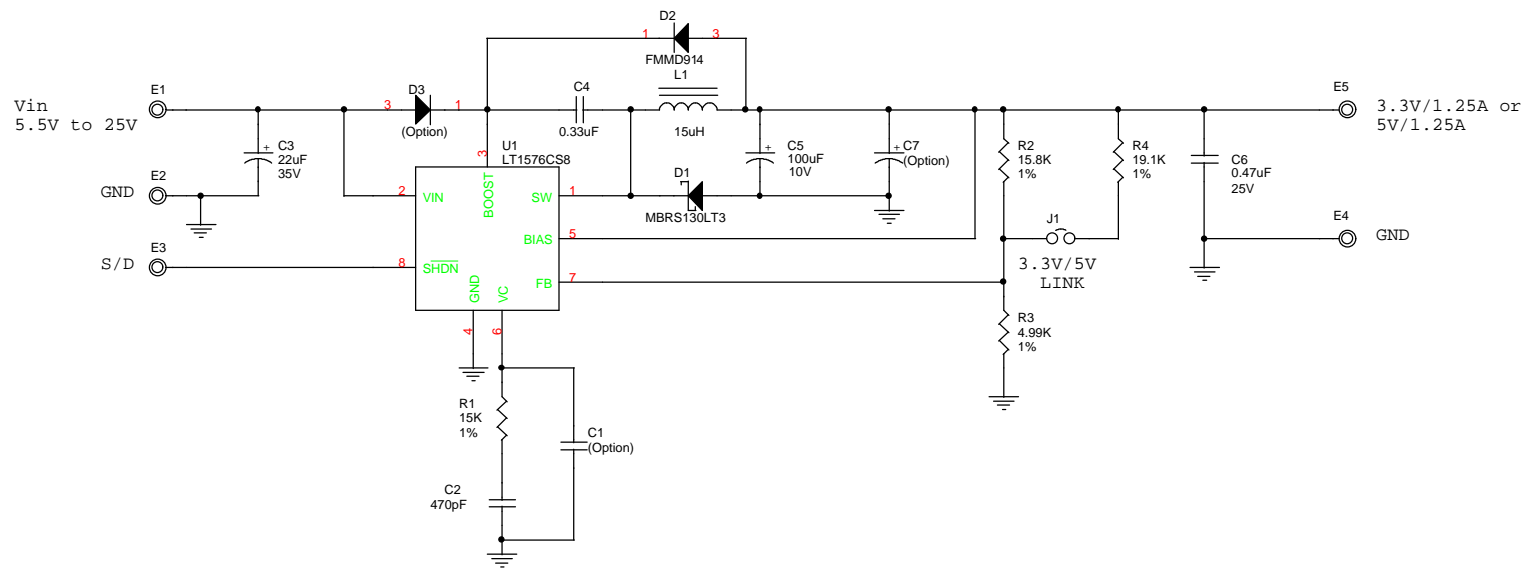 D2
1
3
FMMD914
L1
15uH
E1
Vin
5.5V to 25V
3
D3
1
(Option)
C4
0.33uF
E5
3.3V/1.25A or
5V/1.25A
C3
+
22uF
35V
U1
LT1576CS8
3
C5
+
100uF
10V
C7
+
(Option)
R2
15.8K
1%
R4
19.1K
1%
C6
0.47uF
25V
E2
GND
2
VIN
BOOST
SW
1
D1
MBRS130LT3
BIAS
5
J1
3.3V/5V
LINK
E4
GND
E3
S/D
8
SHDN
GND
VC
FB
7
4
6
R3
4.99K
1%
R1
15K
1%
C1
(Option)
C2
470pF